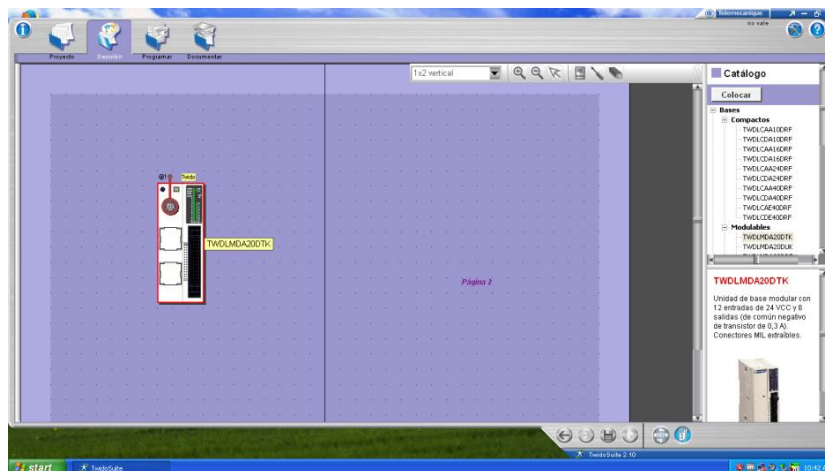 Telemecanique
no vale
Proyecto
Describir
Programar
Documentar
1x2 vertical
Catálogo
Colocar
Bases
Compactos
TWDLCAA10DRF
TWDLCDA10DRF
TWDLCAA16DRF
TWDLCDA16DRF
TWDLCAA24DRF
TWDLCDA24DRF
TWDLCAA40DRF
TWDLCDA40DRF
TWDLCAE40DRF
TWDLCDE40DRF
Modulables
TWDLMDA20DTK
TWDLMDA20DUK
@1
Twido
TWDLMDA20DTK
Página 2
TWDLMDA20DTK
Unidad de base modular con
12 entradas de 24 VCC y 8
salidas (de común negativo
de transistor de 0,3 A).
Conectores MIL extraíbles.
TwidoSuite 2.10
start
TwidoSuite